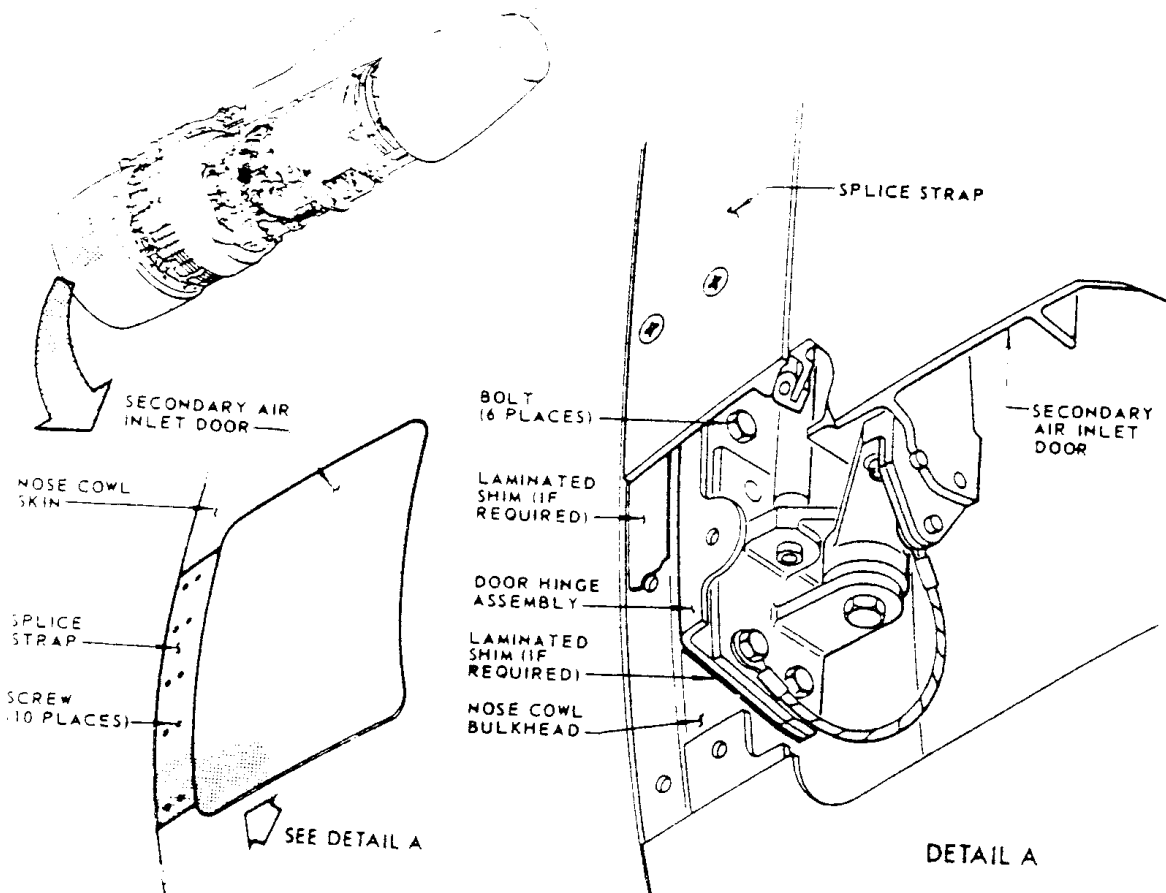 SECONDARY AIR
INLET DOOR
NOSE COWL
SKIN
SPLICE
STRAP
SCREW
(10 PLACES)
SEE DETAIL A
SPLICE STRAP
BOLT
(6 PLACES)
LAMINATED
SHIM (IF
REQUIRED)
DOOR HINGE
ASSEMBLY
LAMINATED
SHIM (IF
REQUIRED)
NOSE COWL
BULKHEAD
SECONDARY
AIR INLET
DOOR
DETAIL A